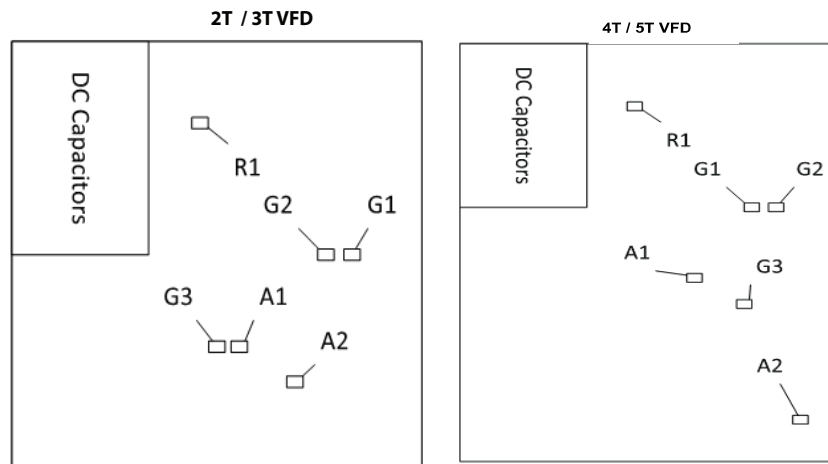 2T / 3T VFD
DC Capacitors
R1
G2
G1
G3
A1
A2
4T / 5T VFD
DC Capacitors
R1
G1
G2
A1
G3
A2